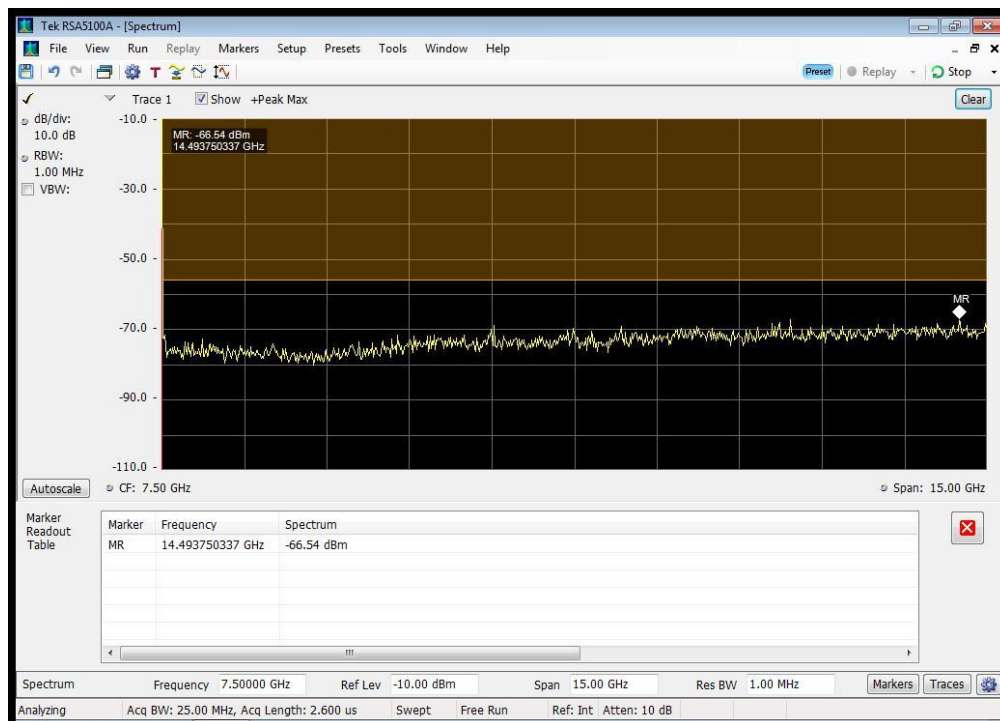 Tek RSA5100A - [Spectrum]
File View Run Replay Markers Setup Presets Tools Window Help
T Preset Replay Stop
Trace 1 Show +Peak Max Clear
dB/div:
10.0 dB
RBW:
1.00 MHz
VBW:
-10.0 -
MR: -66.54 dBm
14.493750337 GHz
-30.0 -
-50.0 -
MR
-70.0 -
-90.0 -
-110.0 -
Autoscale CF: 7.50 GHz Span: 15.00 GHz
Marker
Readout
Table
Marker Frequency Spectrum
MR 14.493750337 GHz -66.54 dBm
Spectrum Frequency 7.50000 GHz Ref Lev -10.00 dBm Span 15.00 GHz Res BW 1.00 MHz Markers Traces
Analyzing Acq BW: 25.00 MHz, Acq Length: 2.600 us Swept Free Run Ref: Int Atten: 10 dB